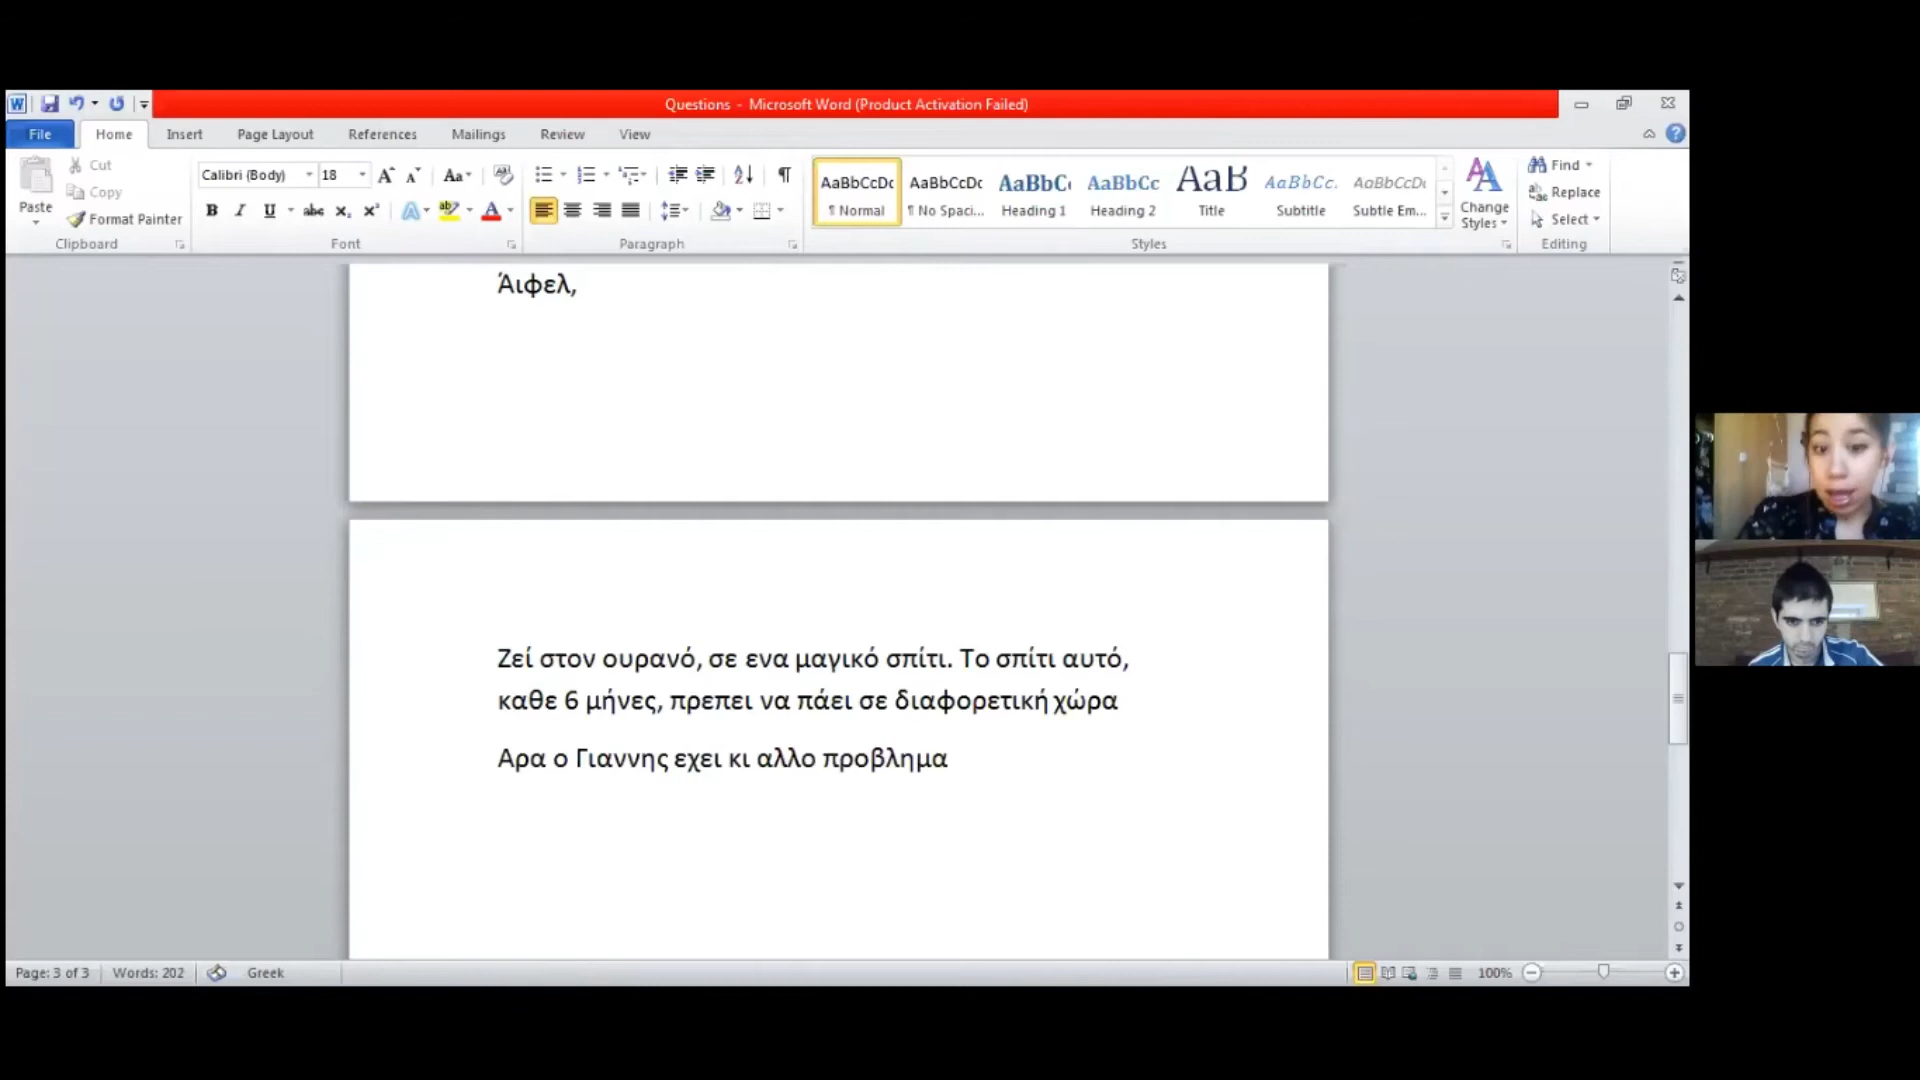 Questions - Microsoft Word (Product Activation Failed)
File Home Insert Page Layout References Mailings Review View
Cut
Copy
Paste
Format Painter
Clipboard
Calibri (Body) 18
Font
Paragraph
AaBbCcDc AaBbCcDc AaBbC AaBbCc AaB AaBbCc. AaBbCcDc
¶ Normal ¶ No Spaci... Heading 1 Heading 2 Title Subtitle Subtle Em...
Styles
Change
Styles
Find
Replace
Select
Editing
Άιφελ,
Ζεί στον ουρανό, σε ενα μαγικό σπίτι. Το σπίτι αυτό,
καθε 6 μήνες, πρεπει να πάει σε διαφορετική χώρα
Αρα ο Γιαννης εχει κι αλλο προβλημα
Page: 3 of 3 Words: 202 Greek 100%